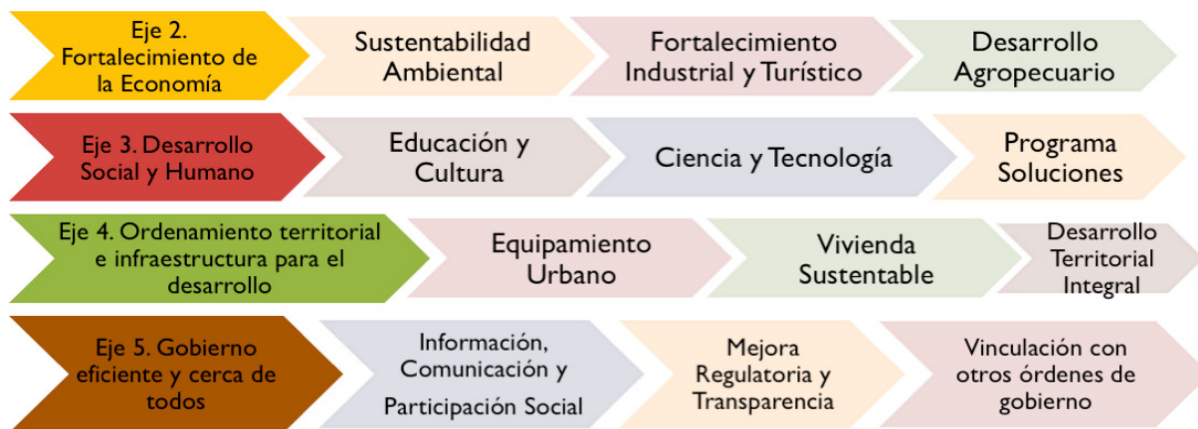 Eje 2.
Fortalecimiento de
la Economía
Sustentabilidad
Ambiental
Fortalecimiento
Industrial y Turístico
Desarrollo
Agropecuario
Eje 3. Desarrollo
Social y Humano
Educación y
Cultura
Ciencia y Tecnología
Programa
Soluciones
Eje 4. Ordenamiento territorial
e infraestructura para el
desarrollo
Equipamiento
Urbano
Vivienda
Sustentable
Desarrollo
Territorial
Integral
Eje 5. Gobierno
eficiente y cerca de
todos
Información,
Comunicación y
Participación Social
Mejora
Regulatoria y
Transparencia
Vinculación con
otros órdenes de
gobierno